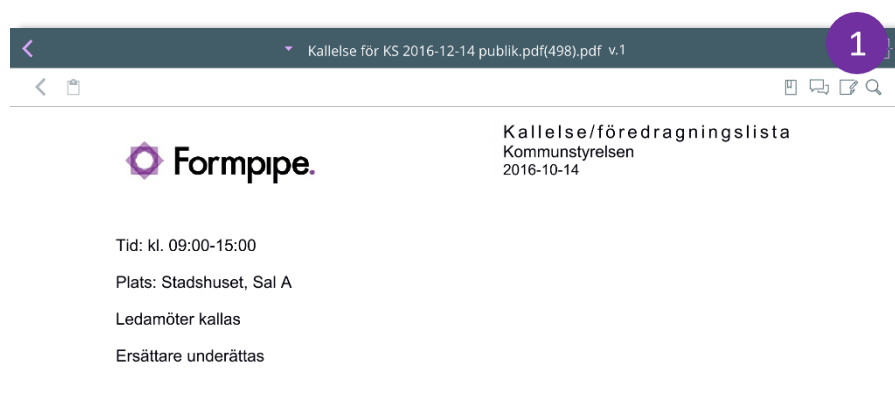 Kallelse för KS 2016-12-14 publik.pdf(498).pdf v.1
1
Formpipe.
Kallelse/föredragningslista
Kommunstyrelsen
2016-10-14
Tid: kl. 09:00-15:00
Plats: Stadshuset, Sal A
Ledamöter kallas
Ersättare underättas